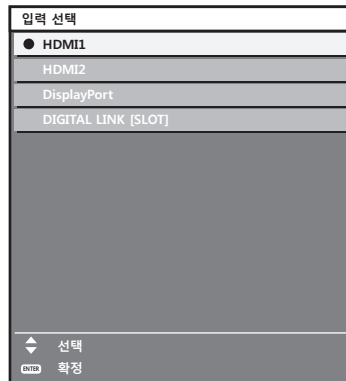 입력 선택
HDMI1
HDMI2
DisplayPort
DIGITAL LINK [SLOT]
선택
ENTER 확정